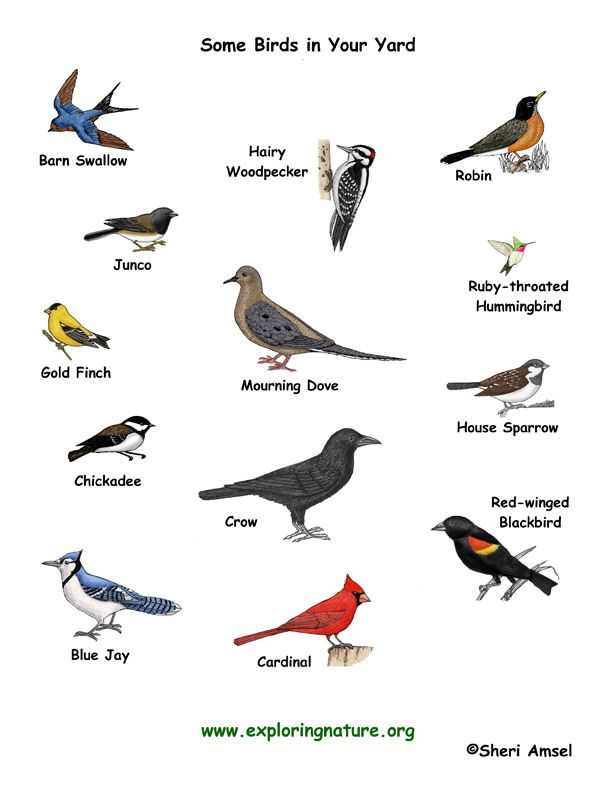 Some Birds in Your Yard
Barn Swallow
Hairy
Woodpecker
Robin
Junco
Ruby-throated
Hummingbird
Gold Finch
Mourning Dove
House Sparrow
Chickadee
Crow
Red-winged
Blackbird
Blue Jay
Cardinal
www.exploringnature.org
©Sheri Amsel